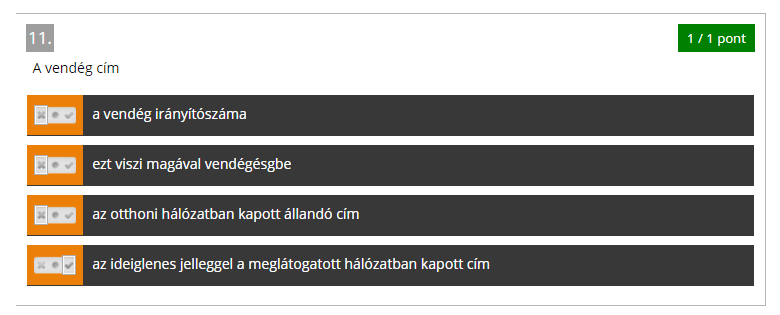 11.
1 / 1 pont
A vendég cím
a vendég irányítószáma
ezt viszi magával vendégésgbe
az otthoni hálózatban kapott állandó cím
az ideiglenes jelleggel a meglátogatott hálózatban kapott cím